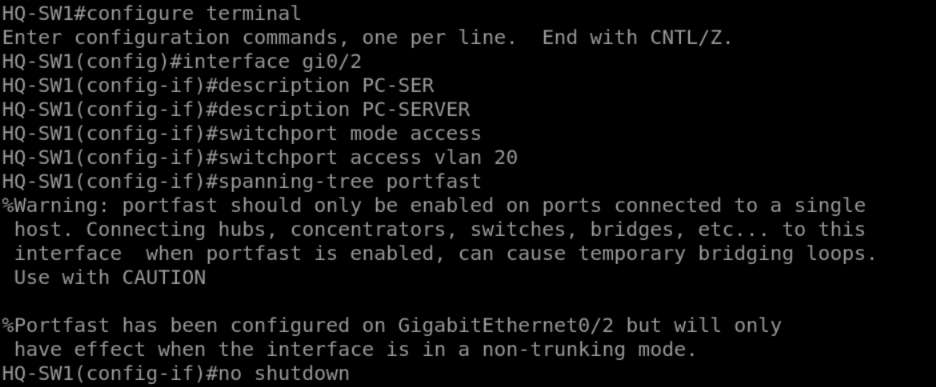 HQ-SW1#configure terminal
Enter configuration commands, one per line.  End with CNTL/Z.
HQ-SW1(config)#interface gi0/2
HQ-SW1(config-if)#description PC-SER
HQ-SW1(config-if)#description PC-SERVER
HQ-SW1(config-if)#switchport mode access
HQ-SW1(config-if)#switchport access vlan 20
HQ-SW1(config-if)#spanning-tree portfast
%Warning: portfast should only be enabled on ports connected to a single
 host. Connecting hubs, concentrators, switches, bridges, etc... to this
 interface  when portfast is enabled, can cause temporary bridging loops.
 Use with CAUTION

%Portfast has been configured on GigabitEthernet0/2 but will only
 have effect when the interface is in a non-trunking mode.
HQ-SW1(config-if)#no shutdown